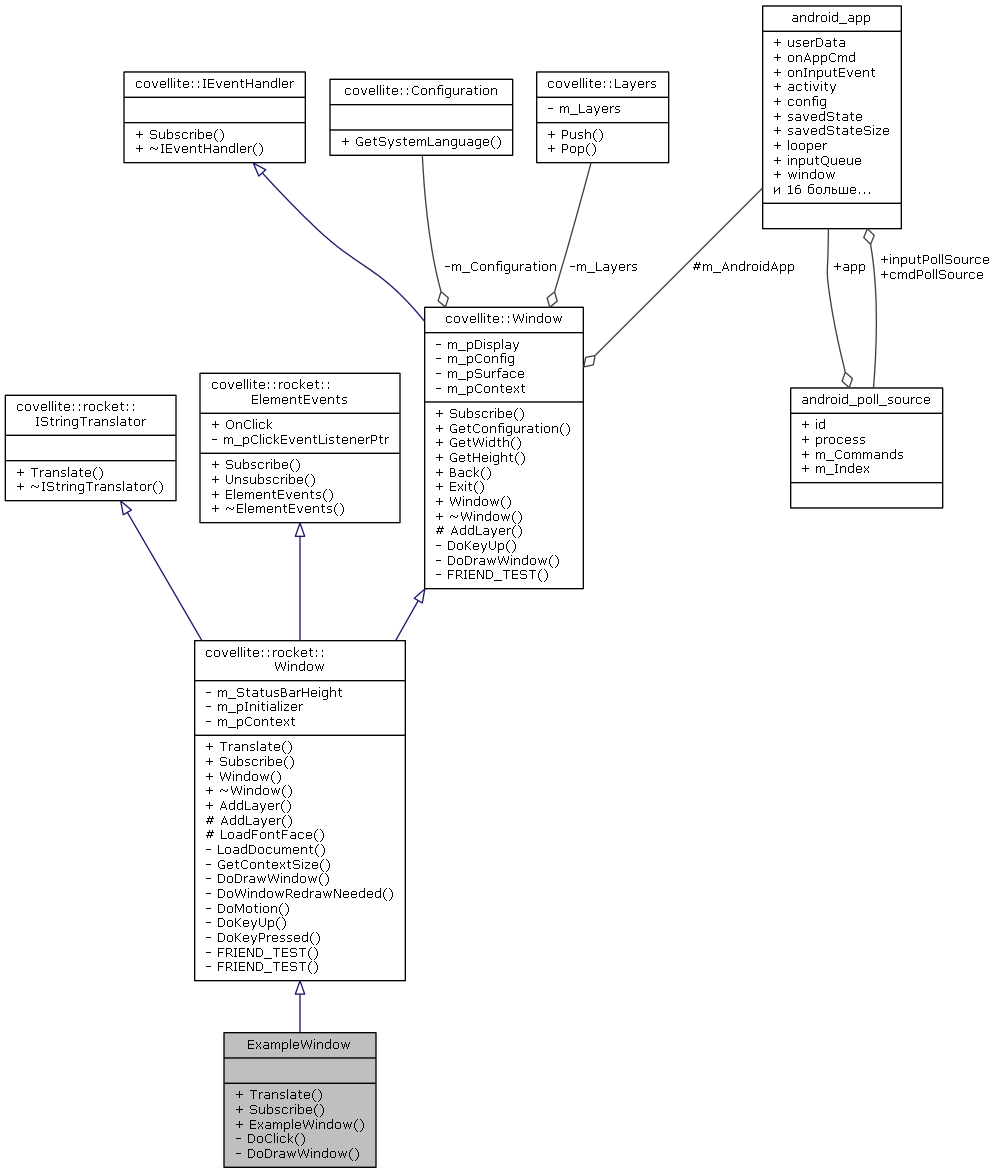 android_app
+ userData
+ onAppCmd
+ onInputEvent
+ activity
+ config
+ savedState
+ savedStateSize
+ looper
+ inputQueue
+ window
и 16 больше...
covellite::IEventHandler
+ Subscribe()
+ ~IEventHandler()
covellite::Configuration
+ GetSystemLanguage()
covellite::Layers
- m_Layers
+ Push()
+ Pop()
-m_Configuration
-m_Layers
#m_AndroidApp
+app
+inputPollSource
+cmdPollSource
covellite::Window
- m_pDisplay
- m_pConfig
- m_pSurface
- m_pContext
+ Subscribe()
+ GetConfiguration()
+ GetWidth()
+ GetHeight()
+ Back()
+ Exit()
+ Window()
+ ~Window()
# AddLayer()
- DoKeyUp()
- DoDrawWindow()
- FRIEND_TEST()
android_poll_source
+ id
+ process
+ m_Commands
+ m_Index
covellite::rocket::
IStringTranslator
+ Translate()
+ ~IStringTranslator()
covellite::rocket::
ElementEvents
+ OnClick
- m_pClickEventListenerPtr
+ Subscribe()
+ Unsubscribe()
+ ElementEvents()
+ ~ElementEvents()
covellite::rocket::
Window
- m_StatusBarHeight
- m_pInitializer
- m_pContext
+ Translate()
+ Subscribe()
+ Window()
+ ~Window()
+ AddLayer()
# AddLayer()
# LoadFontFace()
- LoadDocument()
- GetContextSize()
- DoDrawWindow()
- DoWindowRedrawNeeded()
- DoMotion()
- DoKeyUp()
- DoKeyPressed()
- FRIEND_TEST()
- FRIEND_TEST()
ExampleWindow
+ Translate()
+ Subscribe()
+ ExampleWindow()
- DoClick()
- DoDrawWindow()